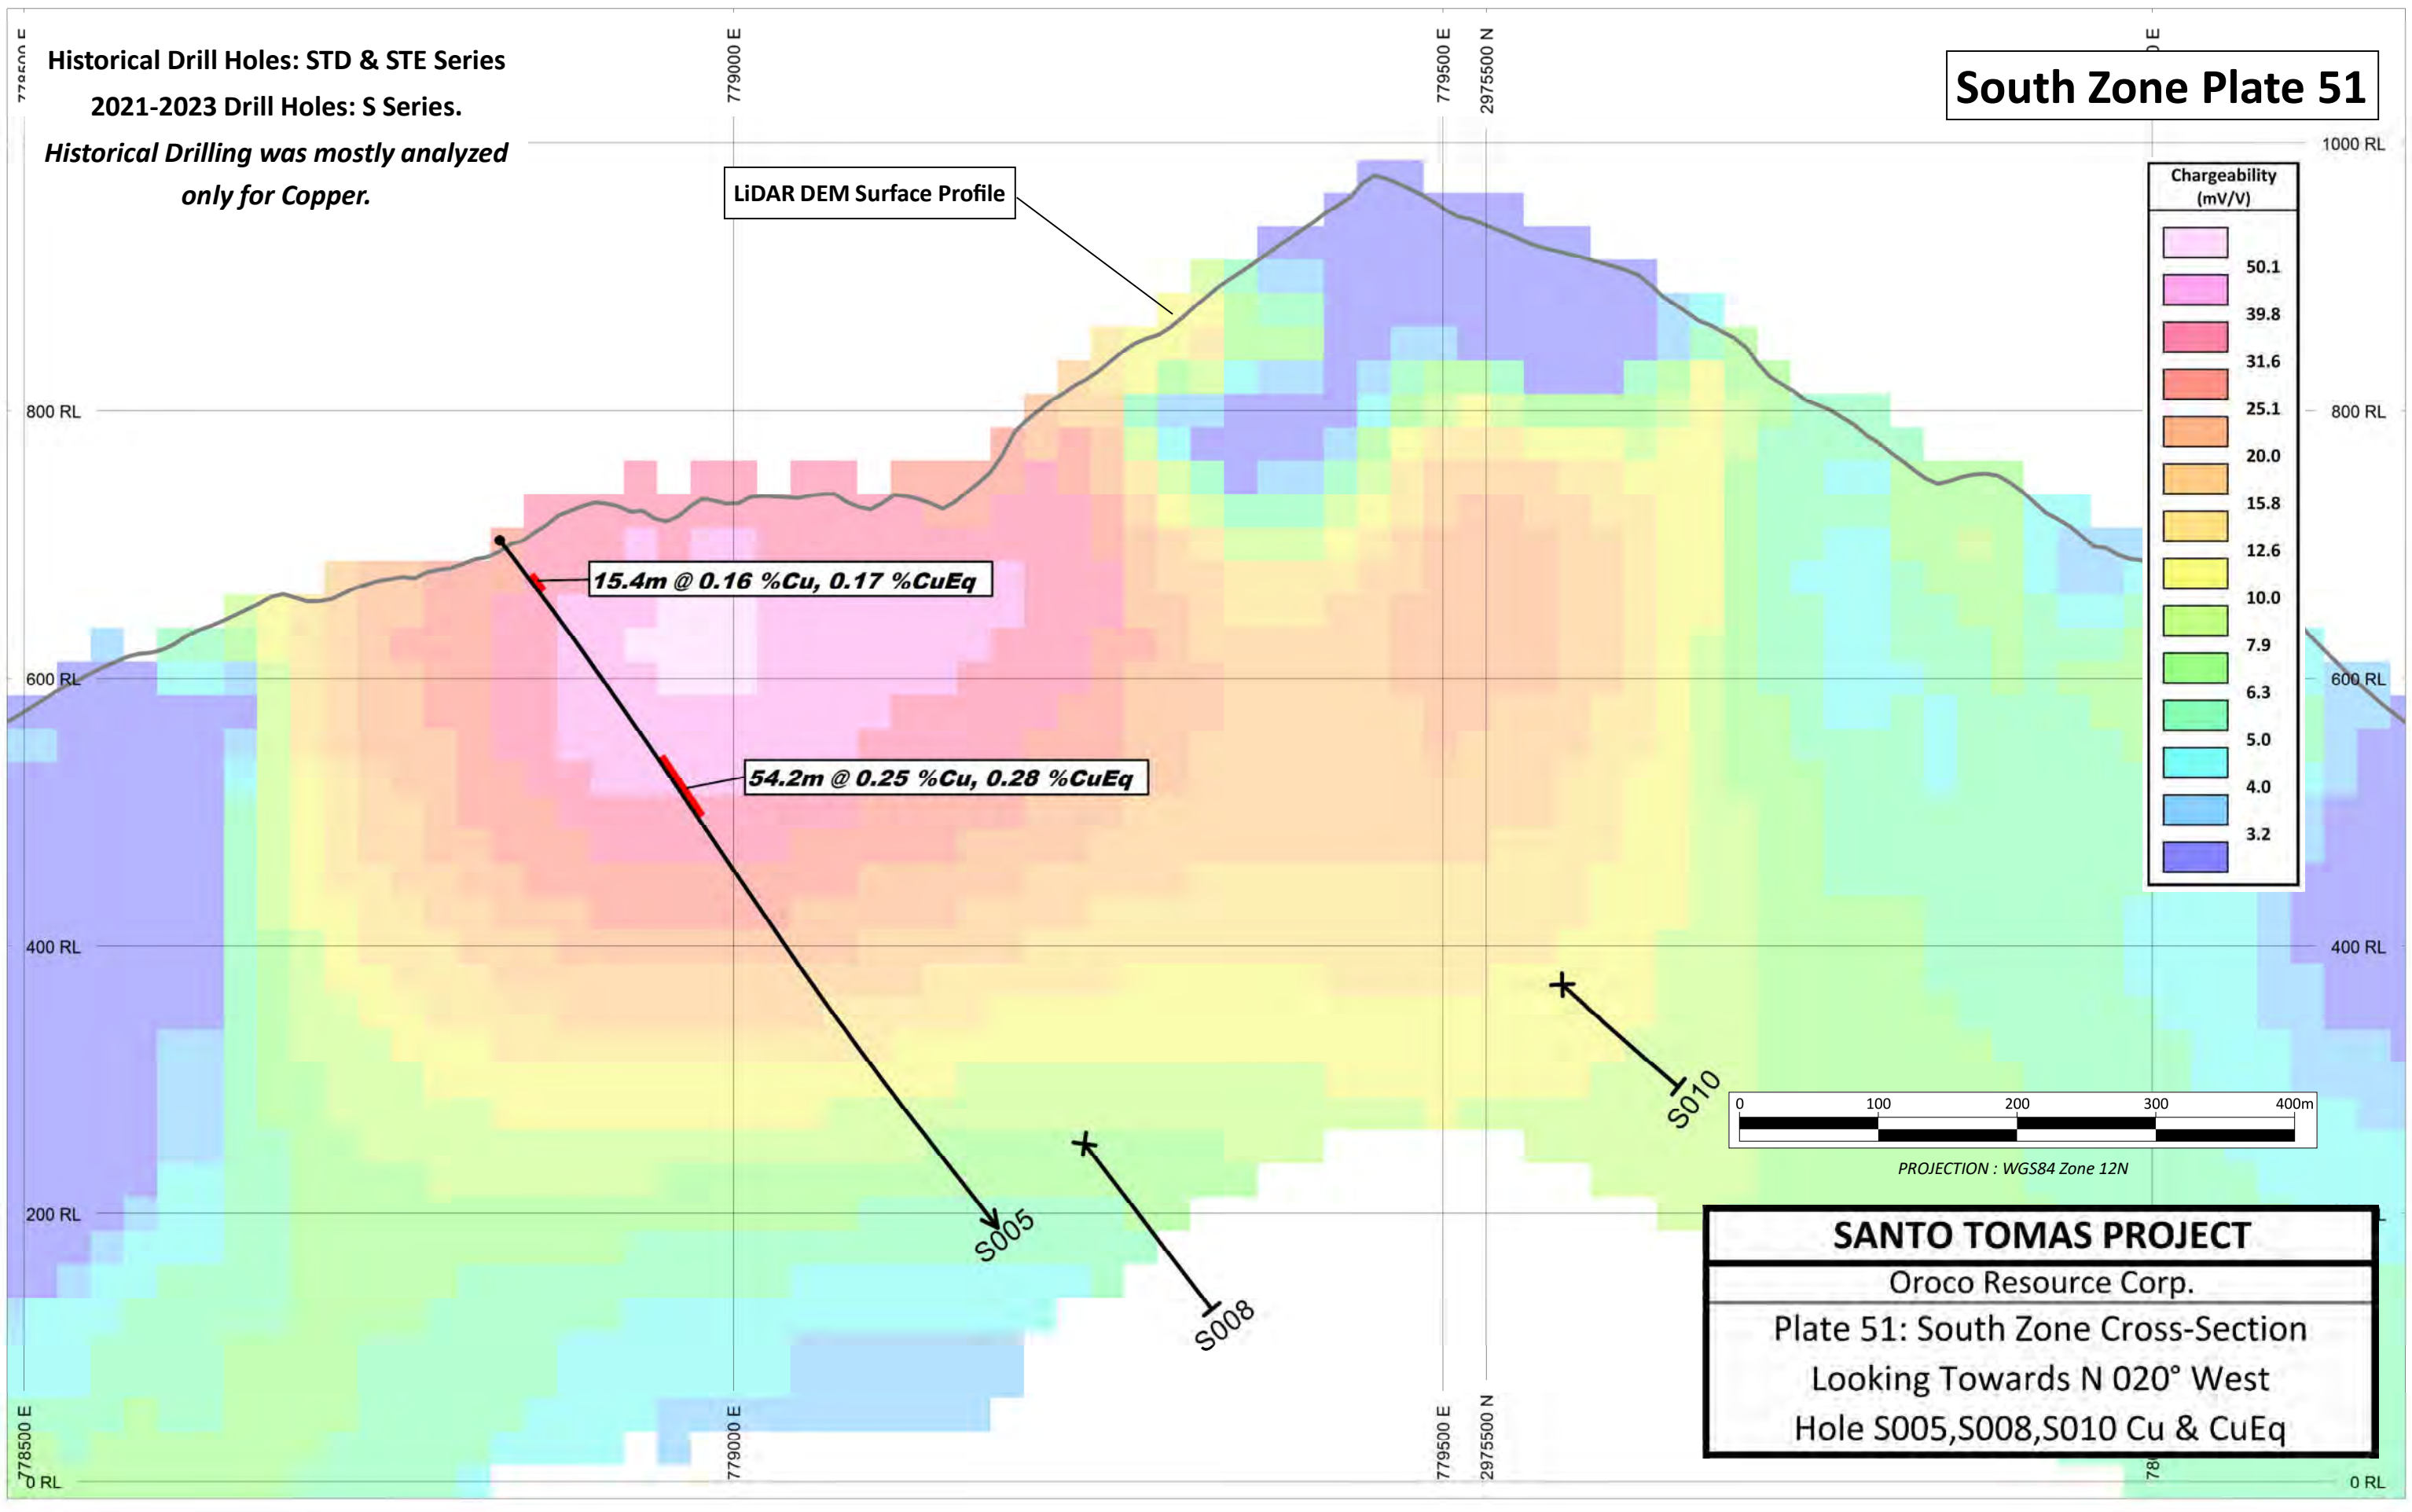 778500 E
779000 E
779500 E
2975500 N
E
Historical Drill Holes: STD & STE Series
2021-2023 Drill Holes: S Series.
Historical Drilling was mostly analyzed
only for Copper.
South Zone Plate 51
LiDAR DEM Surface Profile
1000 RL
Chargeability
(mV/V)
50.1
39.8
31.6
25.1
20.0
15.8
12.6
10.0
7.9
6.3
5.0
4.0
3.2
800 RL
800 RL
15.4m @ 0.16 %Cu, 0.17 %CuEq
600 RL
600 RL
54.2m @ 0.25 %Cu, 0.28 %CuEq
400 RL
400 RL
S010
0 100 200 300 400m
PROJECTION : WGS84 Zone 12N
200 RL
S005
S008
SANTO TOMAS PROJECT
Oroco Resource Corp.
Plate 51: South Zone Cross-Section
Looking Towards N 020° West
Hole S005,S008,S010 Cu & CuEq
778500 E
779000 E
779500 E
2975500 N
0 RL
0 RL